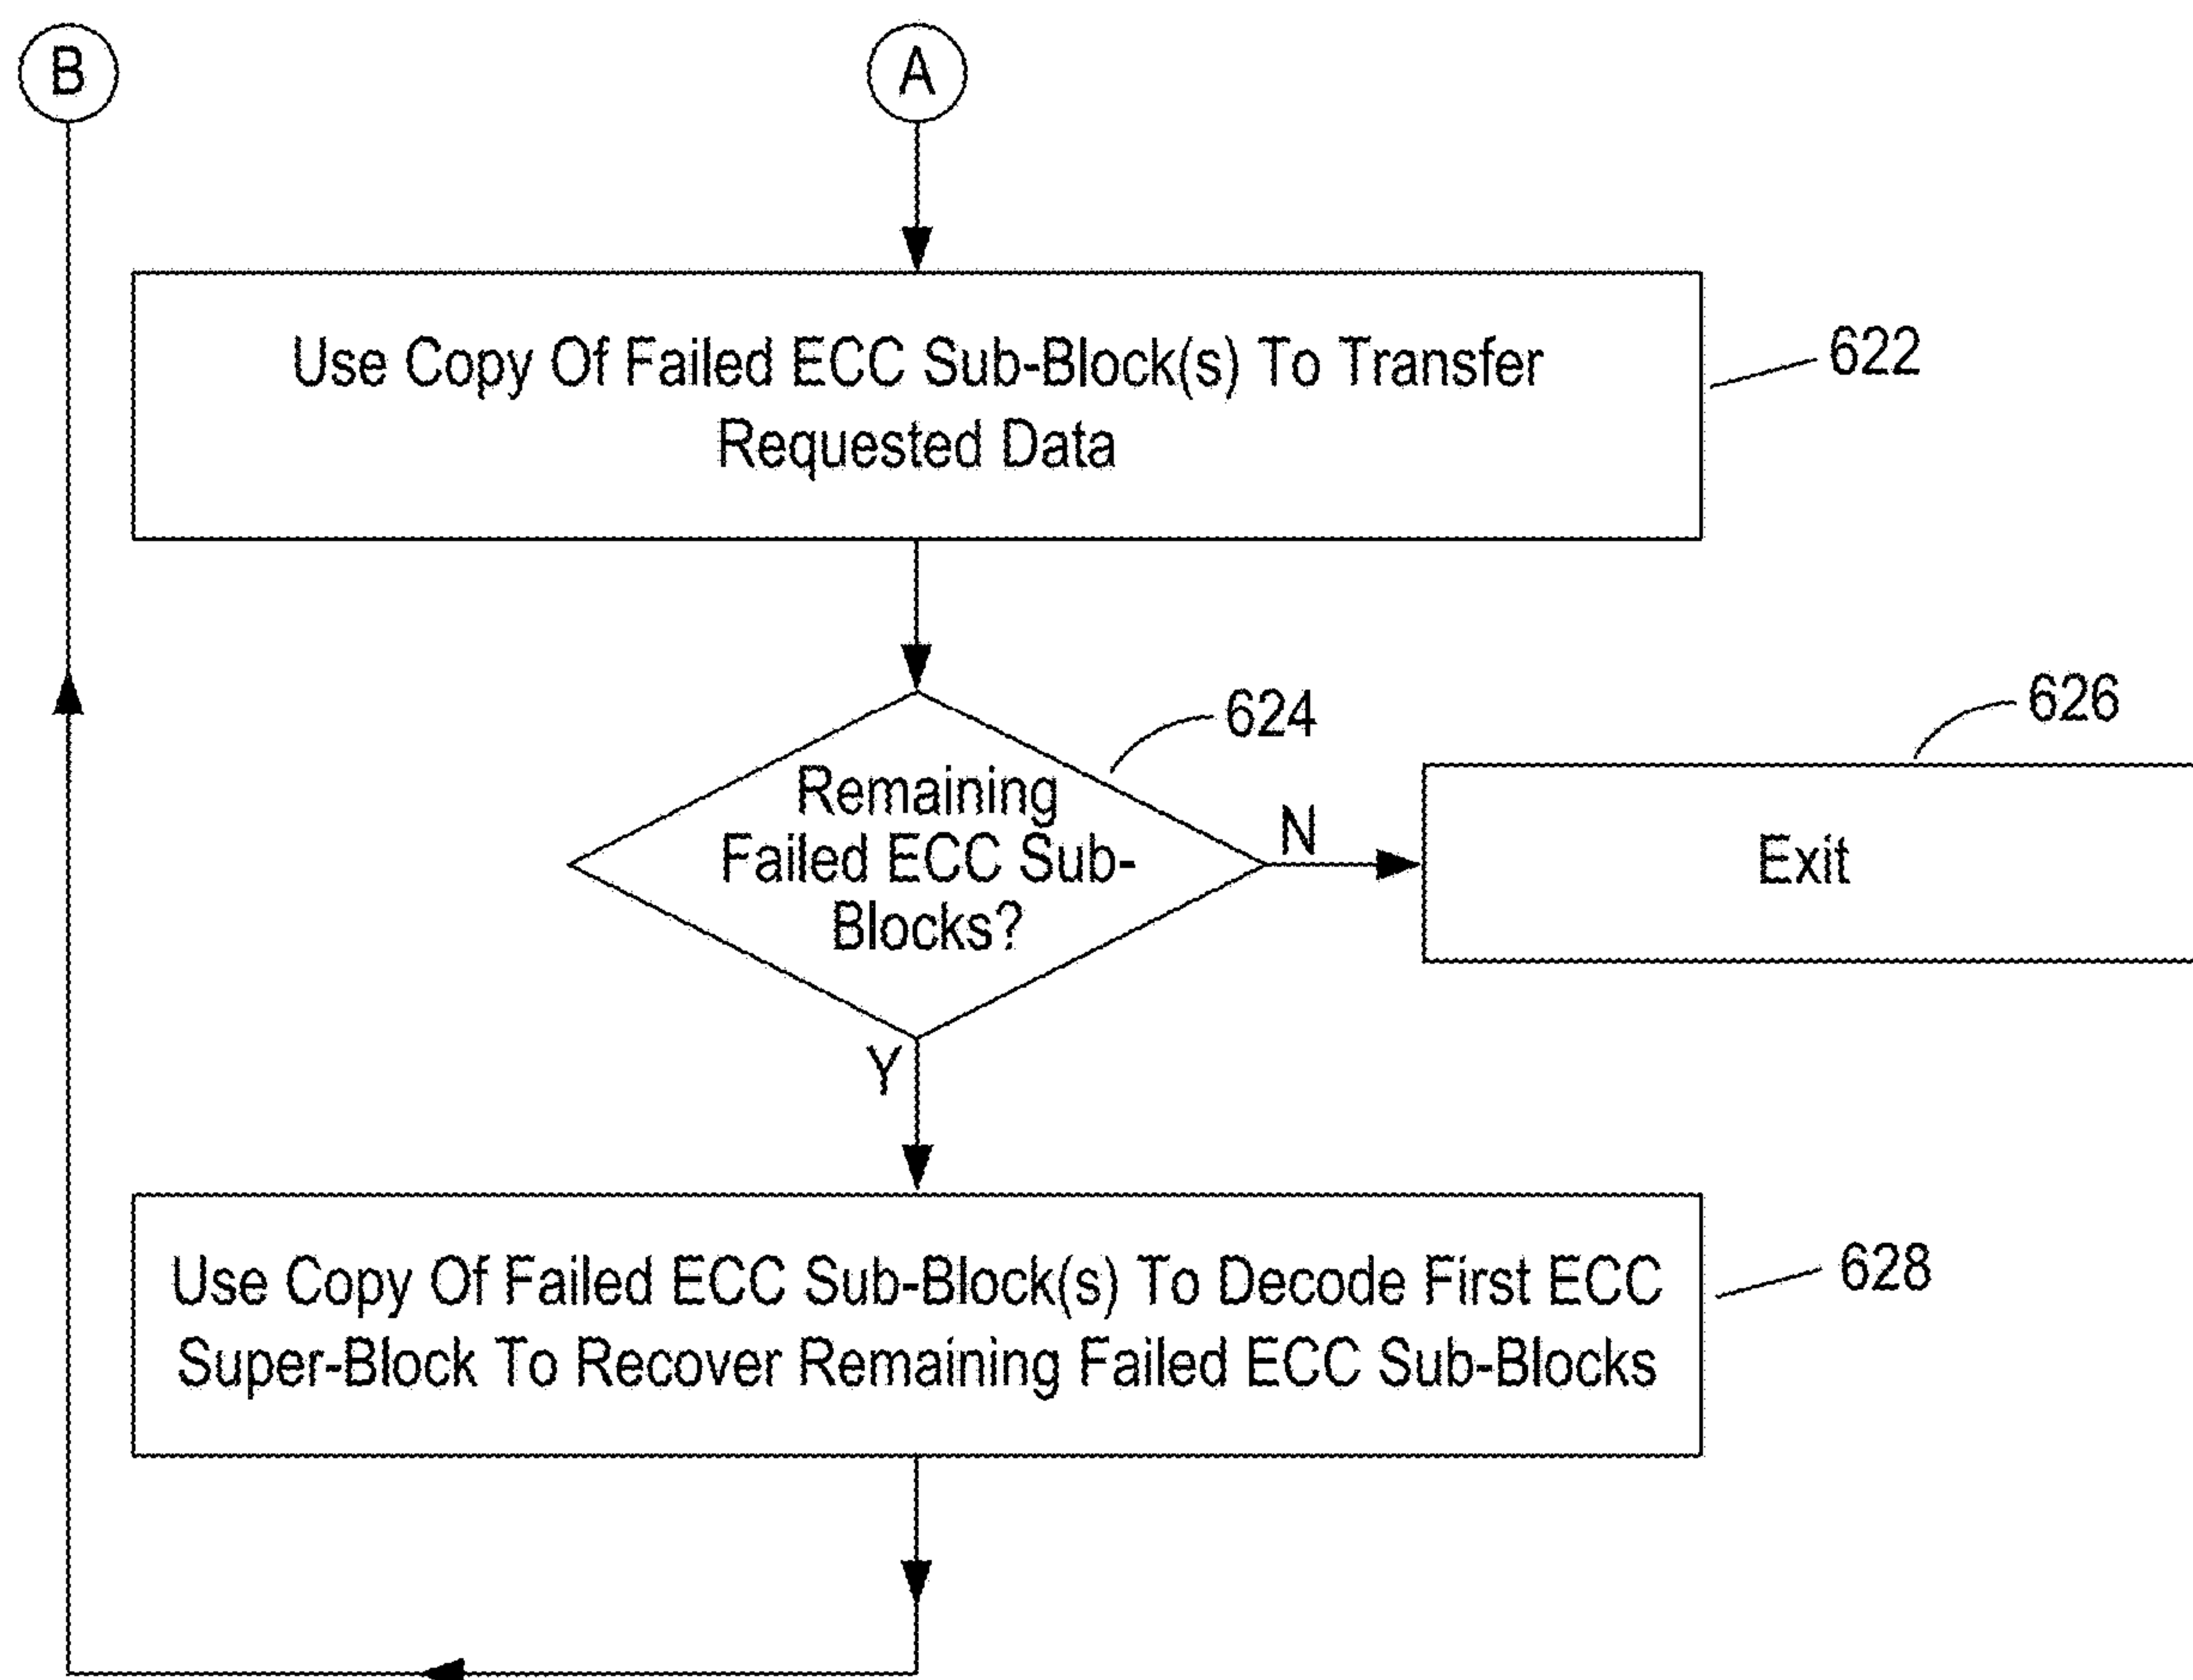 B
A
Use Copy Of Failed ECC Sub-Block(s) To Transfer
Requested Data
622
624
626
Remaining
Failed ECC Sub-
Blocks?
N
Exit
Y
Use Copy Of Failed ECC Sub-Block(s) To Decode First ECC
Super-Block To Recover Remaining Failed ECC Sub-Blocks
628